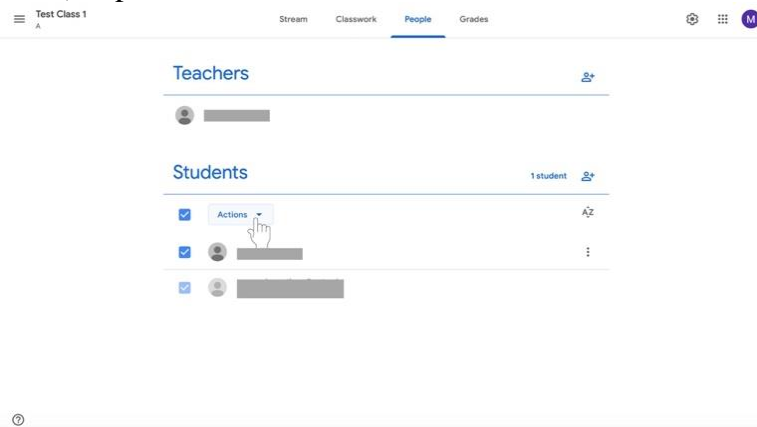 Test Class 1
A
Stream Classwork People Grades
M
Teachers
Students
1 student
Actions
AZ